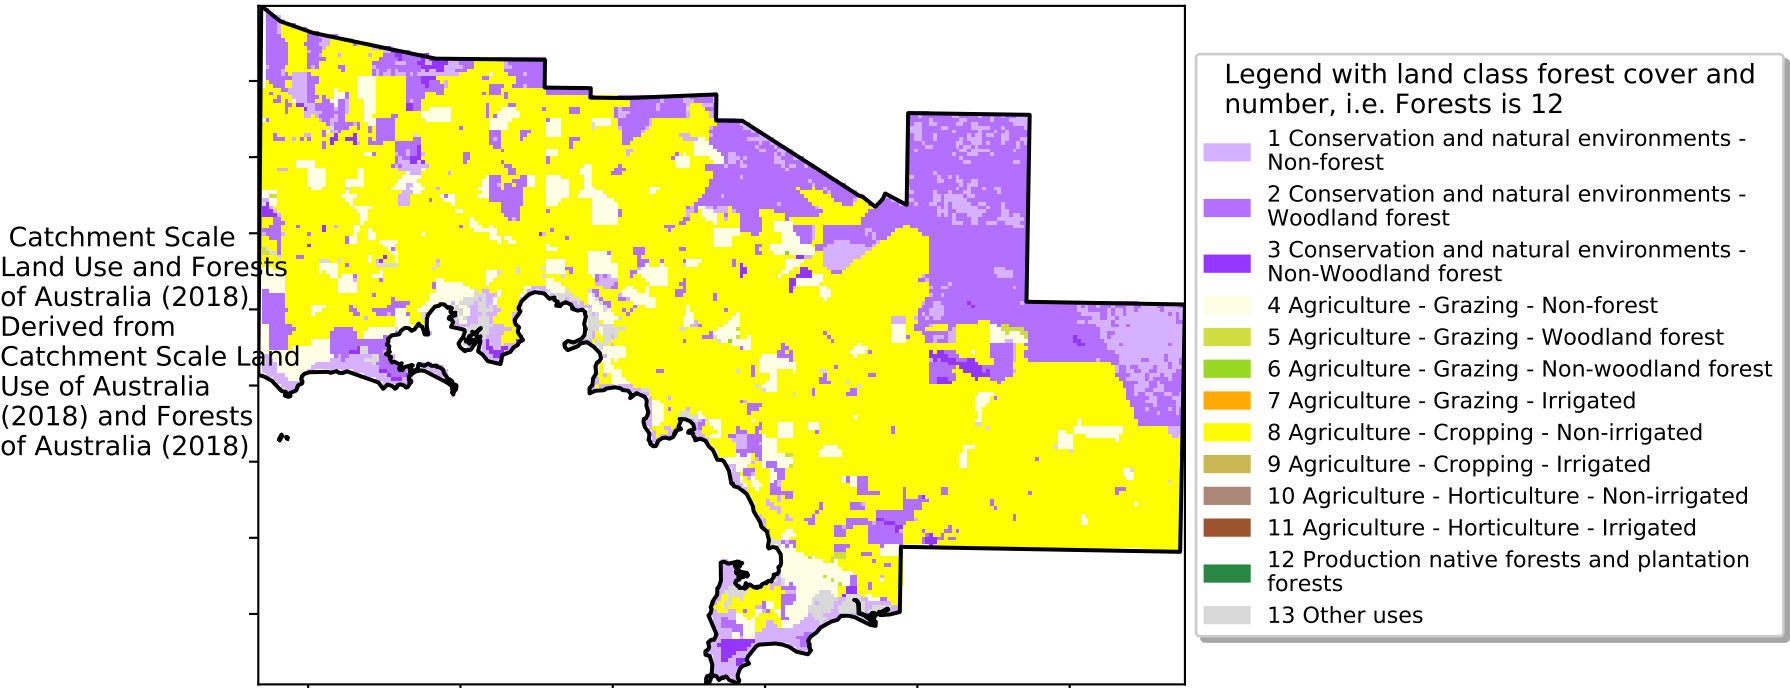 Catchment Scale
Land Use and Forests
of Australia (2018)
Derived from
Catchment Scale Land
Use of Australia
(2018) and Forests
of Australia (2018)
Legend with land class forest cover and
number, i.e. Forests is 12
1 Conservation and natural environments -
Non-forest
2 Conservation and natural environments -
Woodland forest
3 Conservation and natural environments -
Non-Woodland forest
4 Agriculture - Grazing - Non-forest
5 Agriculture - Grazing - Woodland forest
6 Agriculture - Grazing - Non-woodland forest
7 Agriculture - Grazing - Irrigated
8 Agriculture - Cropping - Non-irrigated
9 Agriculture - Cropping - Irrigated
10 Agriculture - Horticulture - Non-irrigated
11 Agriculture - Horticulture - Irrigated
12 Production native forests and plantation
forests
13 Other uses